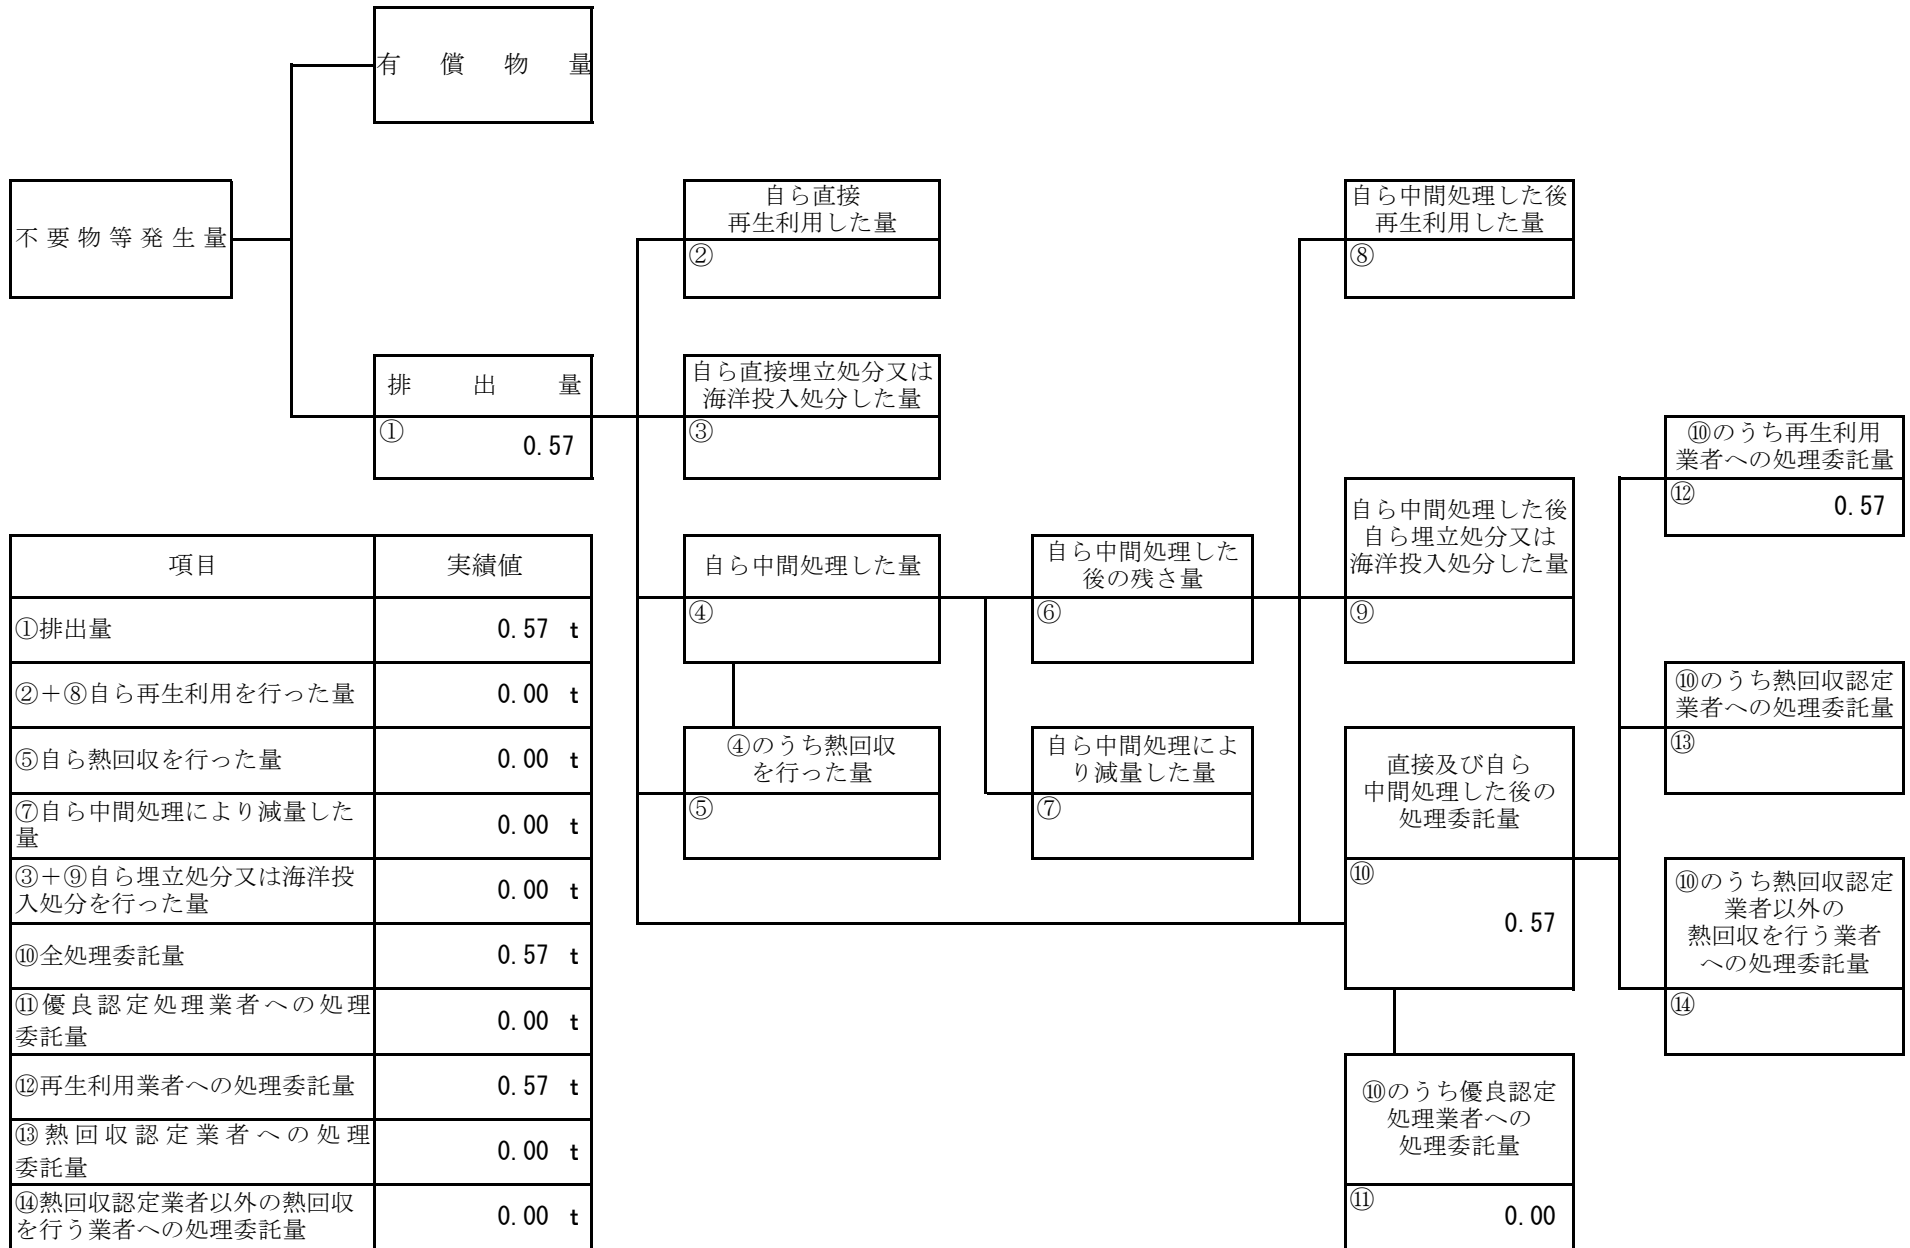 有償物量
不要物等発生量
自ら直接
再生利用した量
②
自ら中間処理した後
再生利用した量
⑧
排出量
①
0.57
自ら直接埋立処分又は
海洋投入処分した量
③
⑩のうち再生利用
業者への処理委託量
⑫
0.57
自ら中間処理した後
自ら埋立処分又は
海洋投入処分した量
⑨
自ら中間処理した量
④
自ら中間処理した
後の残さ量
⑥
⑩のうち熱回収認定
業者への処理委託量
⑬
④のうち熱回収
を行った量
⑤
自ら中間処理によ
り減量した量
⑦
直接及び自ら
中間処理した後の
処理委託量
⑩
0.57
⑩のうち熱回収認定
業者以外の
熱回収を行う業者
への処理委託量
⑭
⑩のうち優良認定
処理業者への
処理委託量
⑪
0.00
項目 実績値
①排出量 0.57 t
②+⑧自ら再生利用を行った量 0.00 t
⑤自ら熱回収を行った量 0.00 t
⑦自ら中間処理により減量した
量
0.00 t
③+⑨自ら埋立処分又は海洋投
入処分を行った量
0.00 t
⑩全処理委託量 0.57 t
⑪優良認定処理業者への処理
委託量
0.00 t
⑫再生利用業者への処理委託量 0.57 t
⑬熱回収認定業者への処理
委託量
0.00 t
⑭熱回収認定業者以外の熱回収
を行う業者への処理委託量
0.00 t